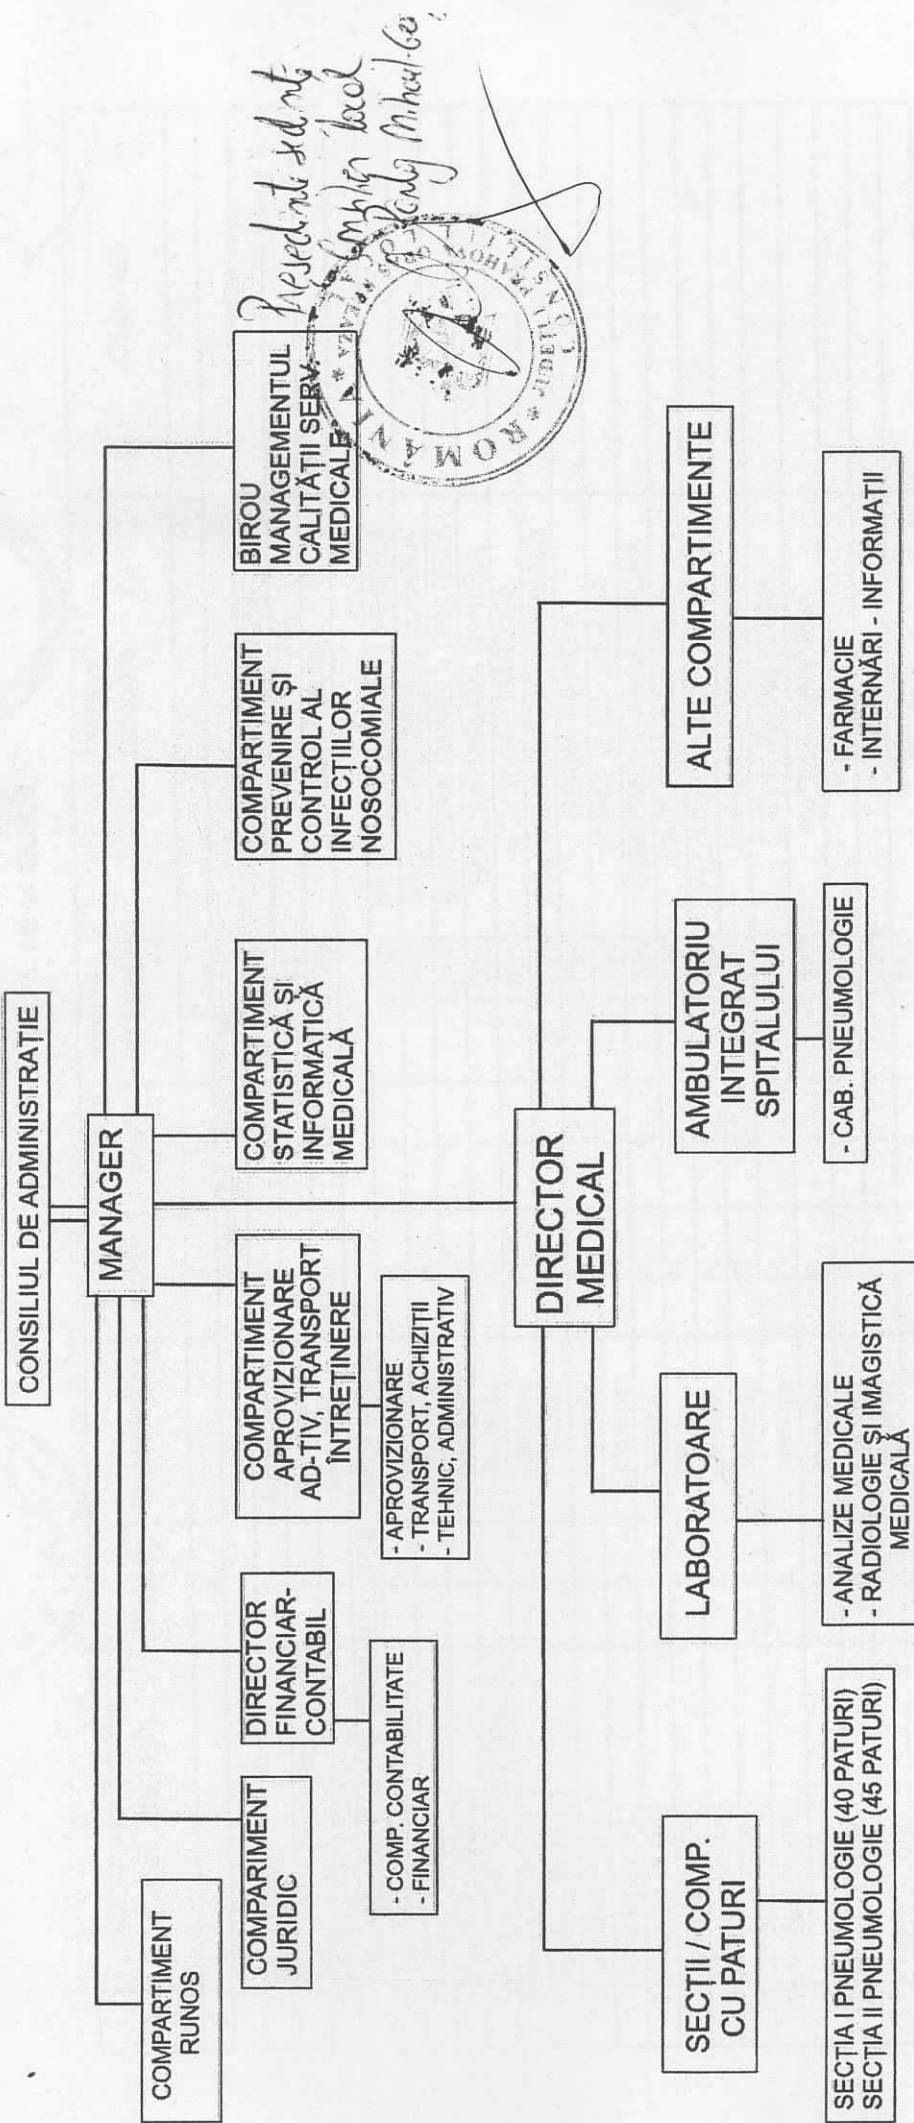 CONSILIUL DE ADMINISTRAȚIE
MANAGER
COMPARTIMENT
RUNOS
COMPARIMENT
JURIDIC
DIRECTOR
FINANCIAR-
CONTABIL
- COMP. CONTABILITATE
- FINANCIAR
COMPARTIMENT
APROVIZIONARE
AD-TIV, TRANSPORT
ÎNTREȚINERE
- APROVIZIONARE
- TRANSPORT, ACHIZIȚII
- TEHNIC, ADMINISTRATIV
COMPARTIMENT
STATISTICĂ ȘI
INFORMATICĂ
MEDICALĂ
COMPARTIMENT
PREVENIRE ȘI
CONTROL AL
INFECȚIILOR
NOSOCOMIALE
BIROU
MANAGEMENTUL
CALITĂȚII SERV.
MEDICALE
local
Mihail
* ROMÂNIA *
JUDEȚUL PRAHOVA
DIRECTOR
MEDICAL
SECȚII / COMP.
CU PATURI
SECȚIA I PNEUMOLOGIE (40 PATURI)
SECȚIA II PNEUMOLOGIE (45 PATURI)
LABORATOARE
- ANALIZE MEDICALE
- RADIOLOGIE ȘI IMAGISTICĂ
MEDICALĂ
AMBULATORIU
INTEGRAT
SPITALULUI
- CAB. PNEUMOLOGIE
ALTE COMPARTIMENTE
- FARMACIE
- INTERNĂRI - INFORMAȚII